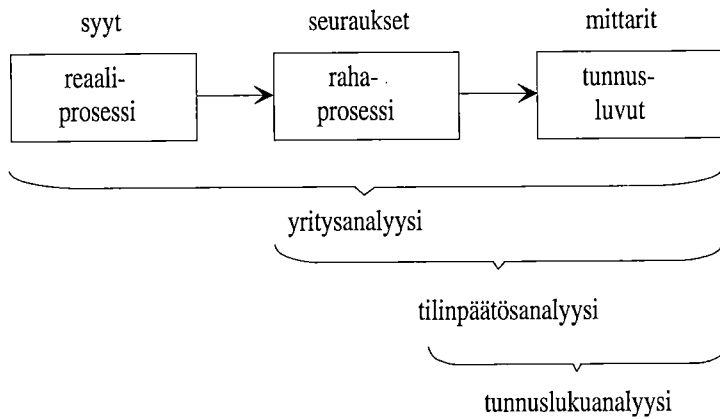 syyt seuraukset mittarit
reaali- raha- tunnus-
prosessi prosessi luvut
yritysanalyysi
tilinpäätösanalyysi
tunnuslukuanalyysi